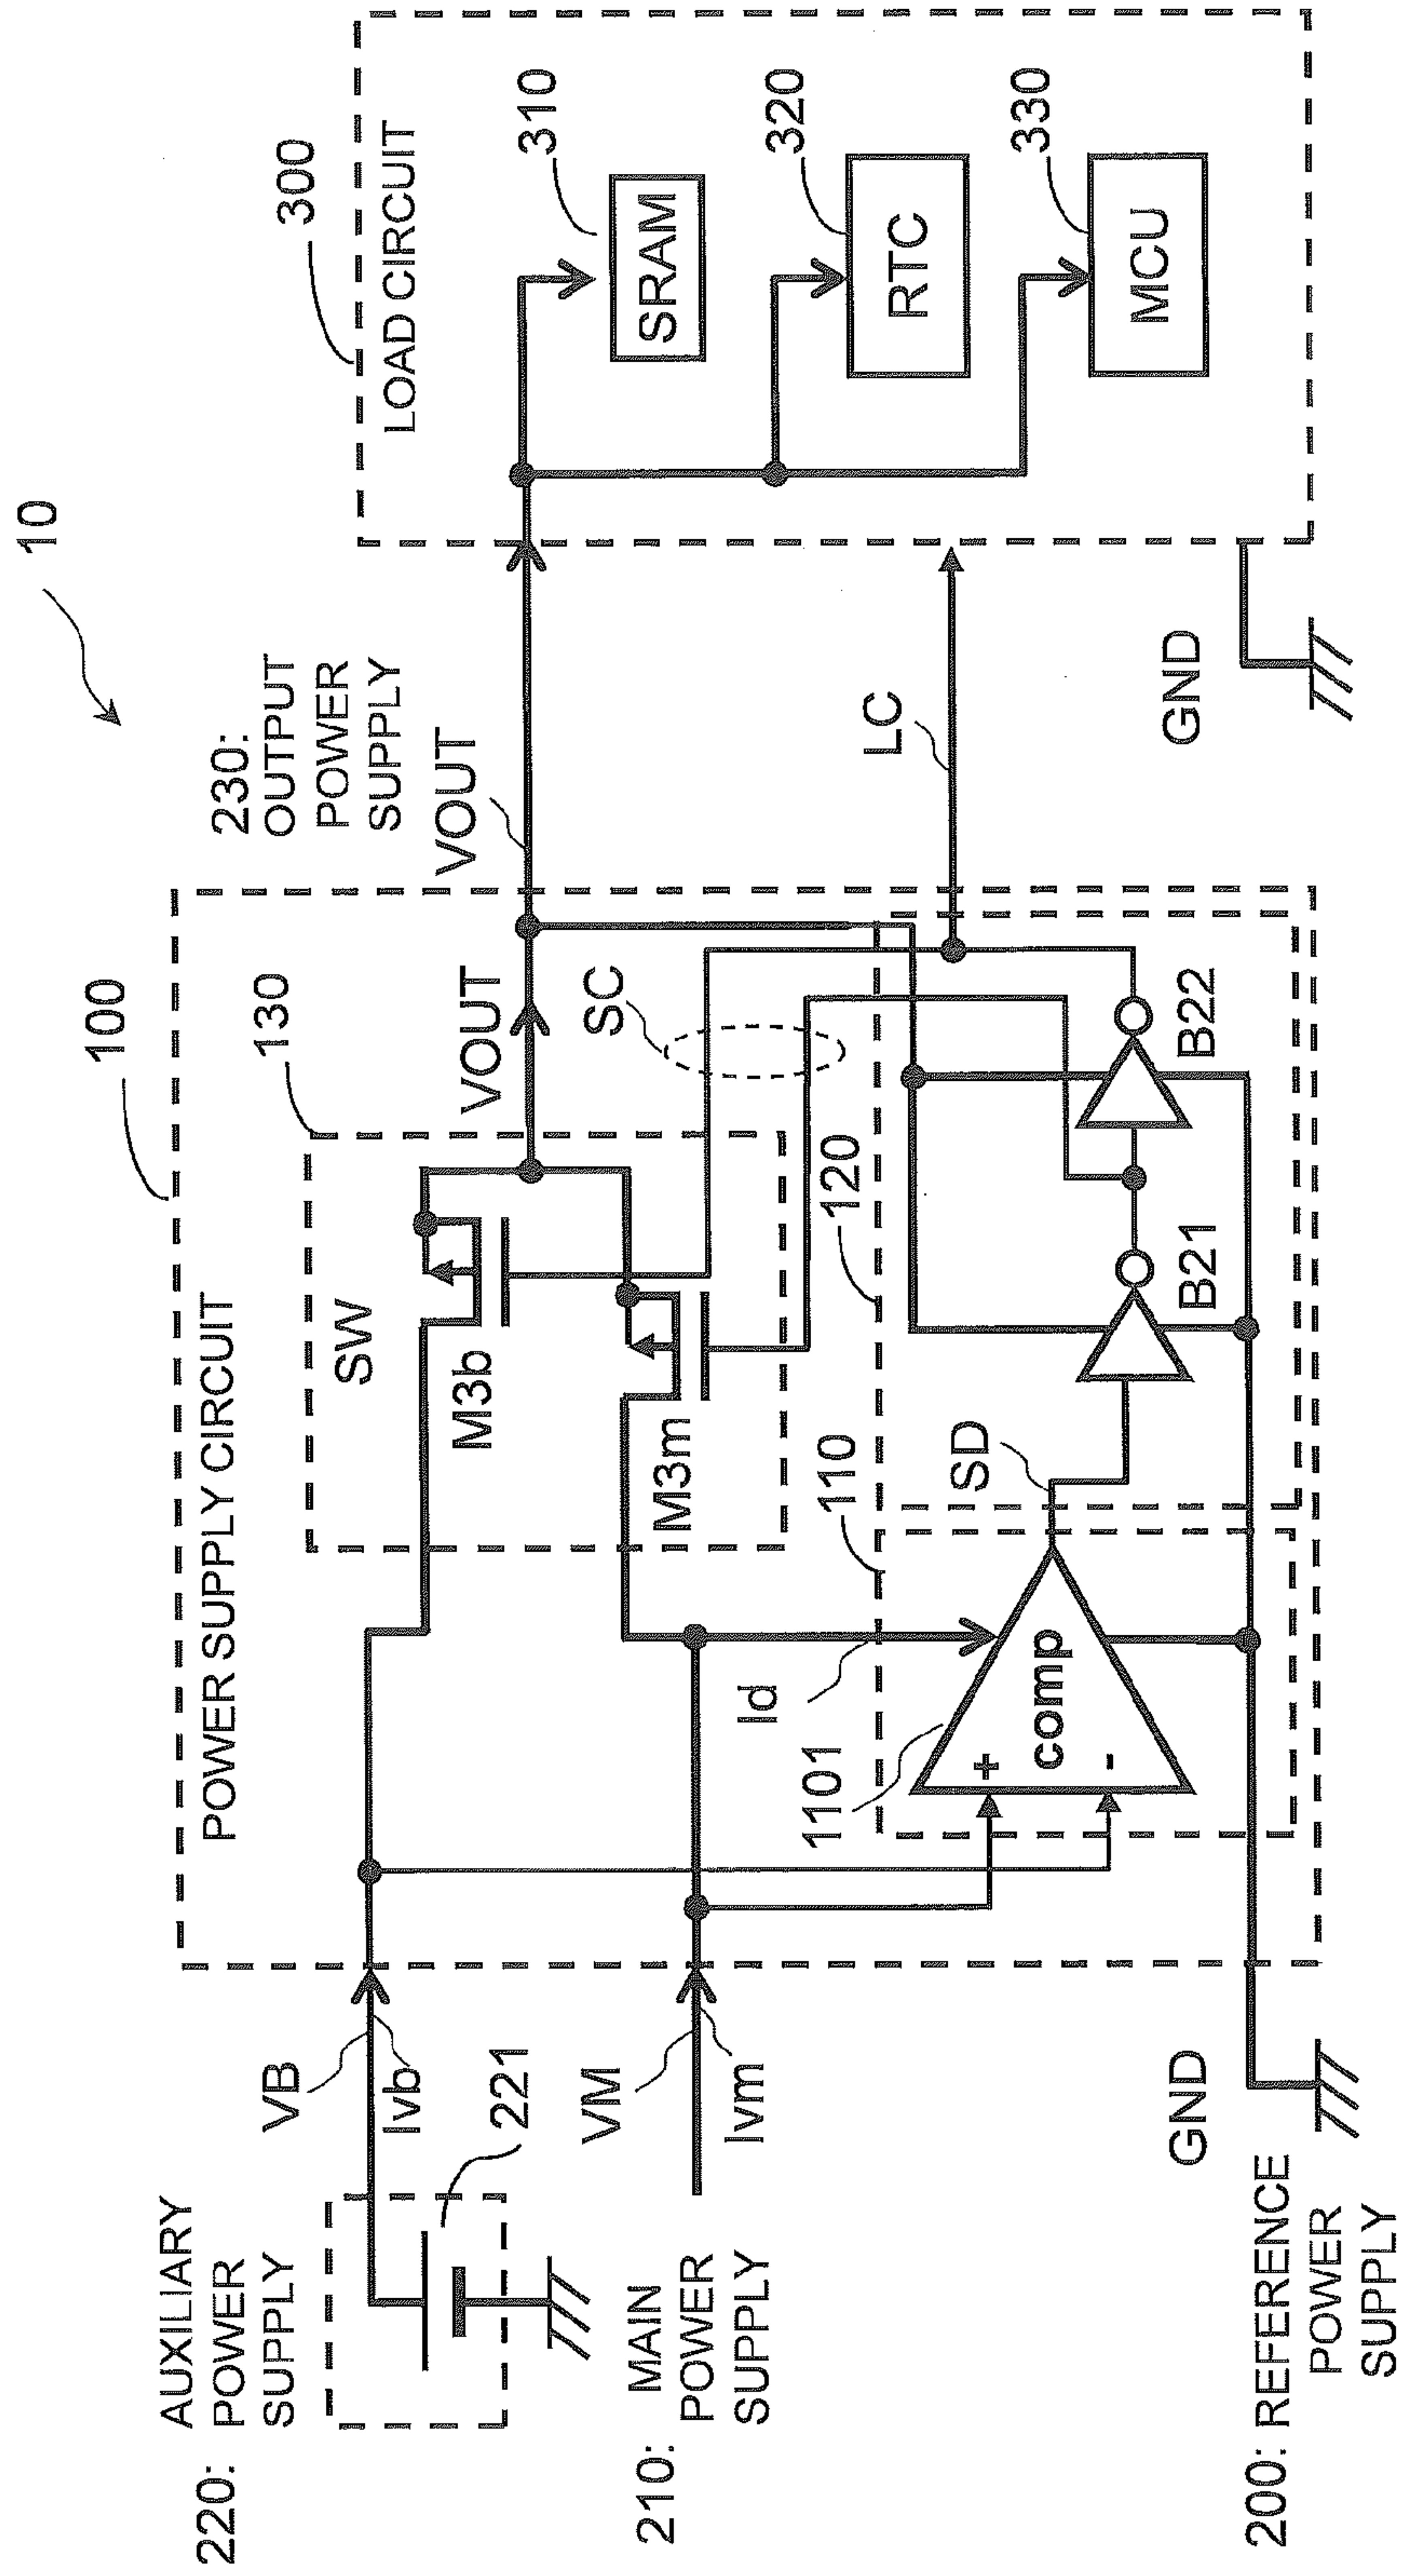 10
220: AUXILIARY
POWER
SUPPLY
221
VB
Ivb
210: MAIN
POWER
SUPPLY
VM
Ivm
200: REFERENCE
POWER
SUPPLY
GND
100
POWER SUPPLY CIRCUIT
130
SW
M3b
M3m
VOUT
SC
110
1101
comp
+
-
Id
SD
120
B21
B22
230:
OUTPUT
POWER
SUPPLY
VOUT
LC
GND
300
LOAD CIRCUIT
310
SRAM
320
RTC
330
MCU